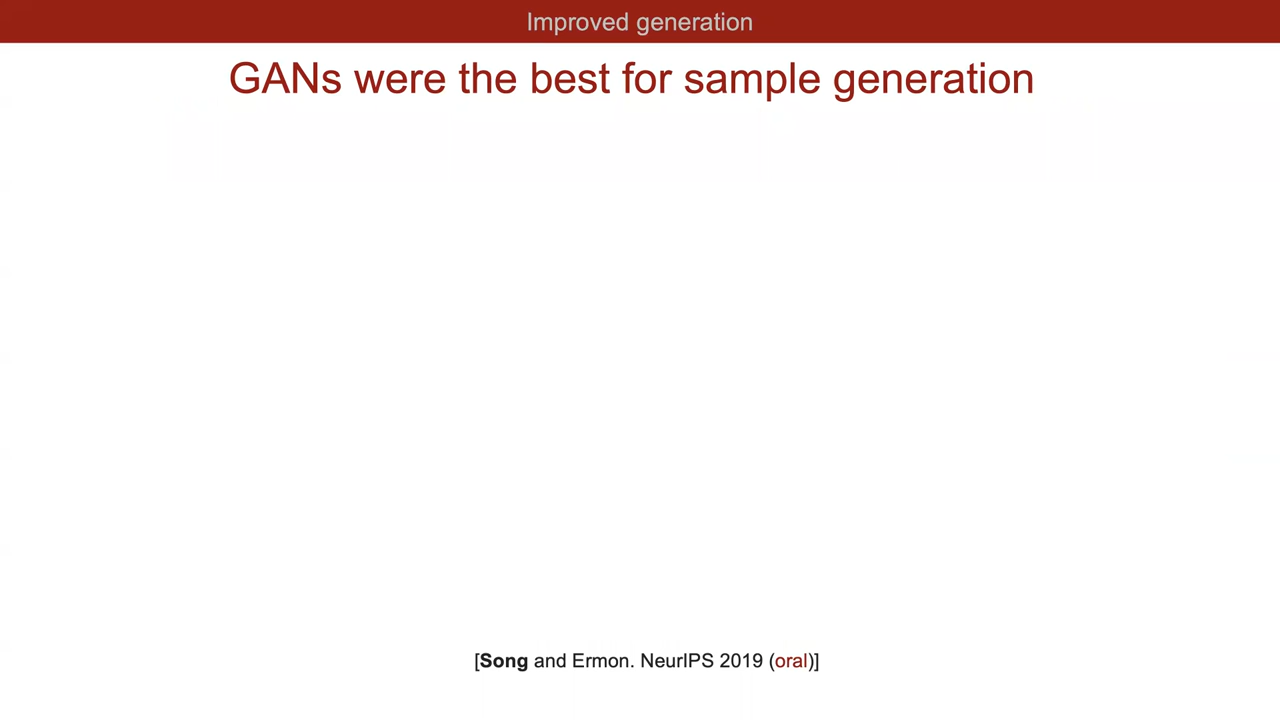 Improved generation
GANs were the best for sample generation
[Song and Ermon. NeurIPS 2019 (oral)]